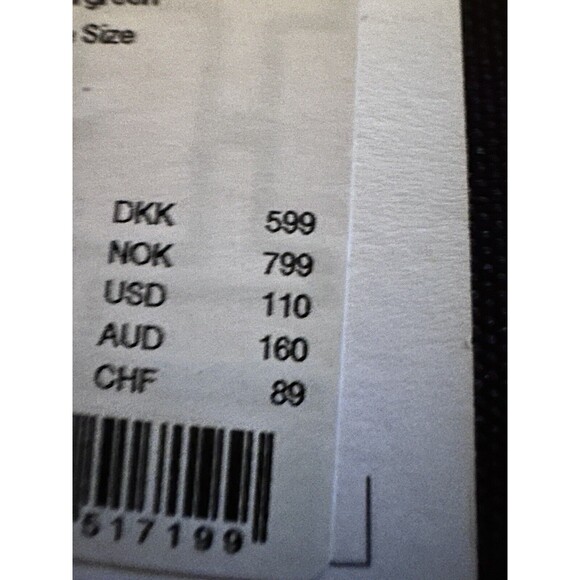 Size
DKK 599
NOK 799
USD 110
AUD 160
CHF 89
517199